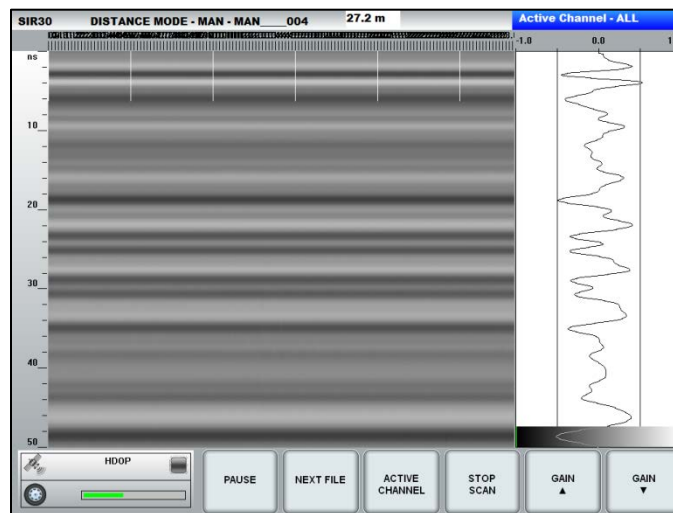 SIR30 DISTANCE MODE - MAN - MAN____004 27.2 m Active Channel - ALL
-1.0 0.0 1
ns
10
20
30
40
50
HDOP
PAUSE
NEXT FILE
ACTIVE
CHANNEL
STOP
SCAN
GAIN
▲
GAIN
▼